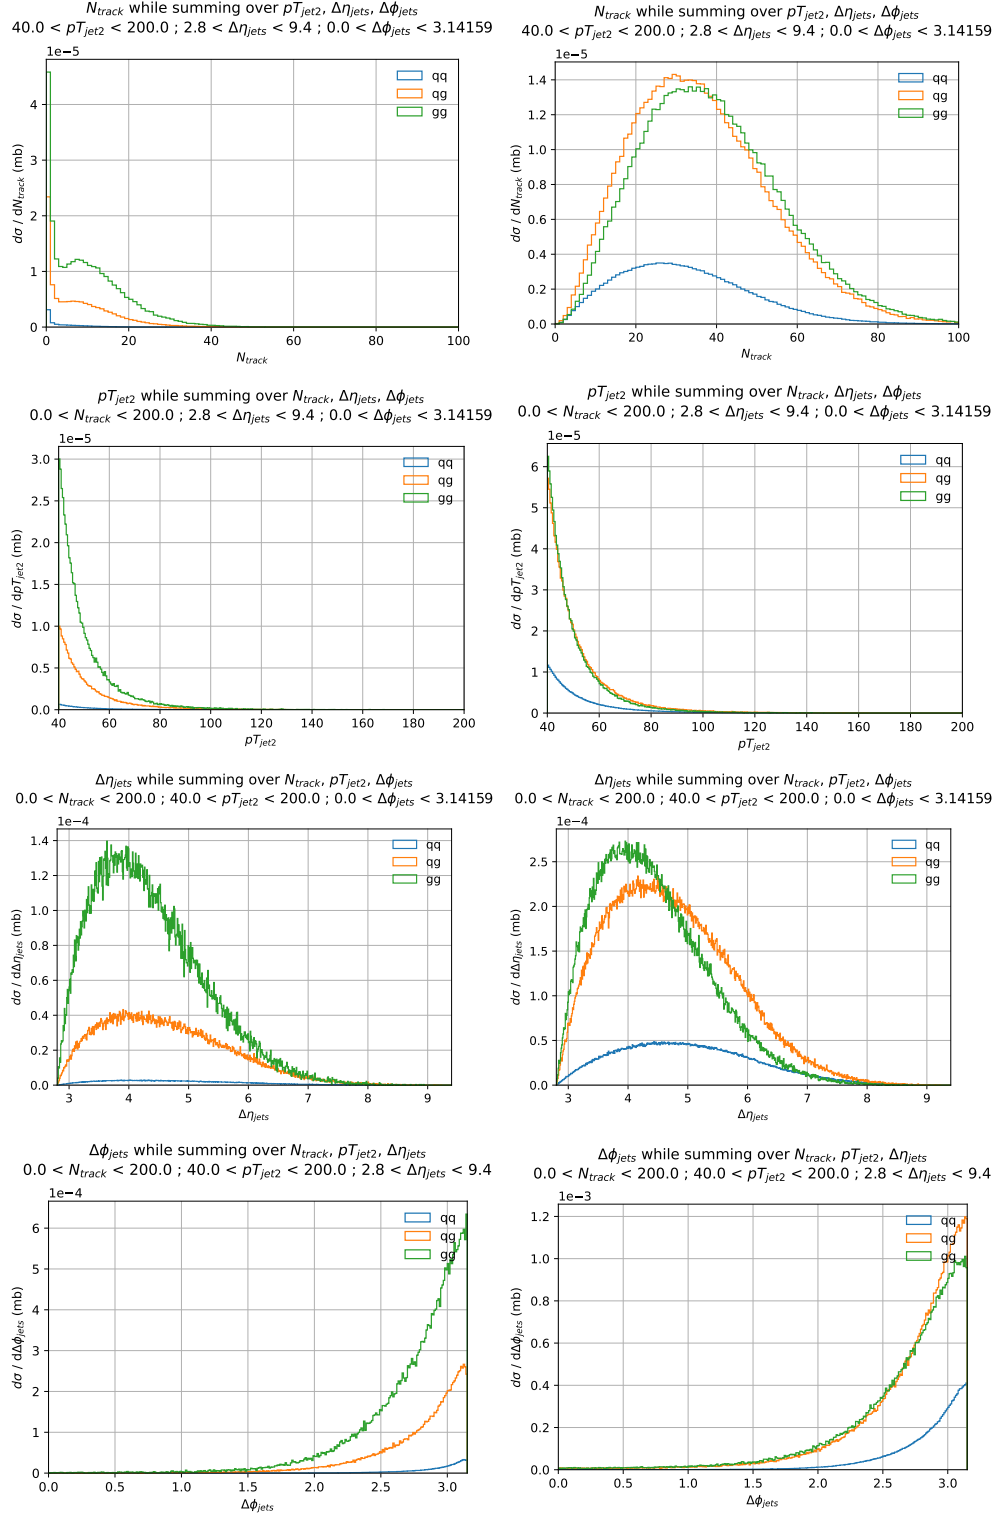 N_track while summing over pT_jet2, Δη_jets, Δϕ_jets
40.0 < pT_jet2 < 200.0 ; 2.8 < Δη_jets < 9.4 ; 0.0 < Δϕ_jets < 3.14159
1e−5
dσ / dN_track (mb)
4
3
2
1
0
qq
qg
gg
0 20 40 60 80 100
N_track
N_track while summing over pT_jet2, Δη_jets, Δϕ_jets
40.0 < pT_jet2 < 200.0 ; 2.8 < Δη_jets < 9.4 ; 0.0 < Δϕ_jets < 3.14159
1e−5
dσ / dN_track (mb)
1.4
1.2
1.0
0.8
0.6
0.4
0.2
0.0
qq
qg
gg
0 20 40 60 80 100
N_track
pT_jet2 while summing over N_track, Δη_jets, Δϕ_jets
0.0 < N_track < 200.0 ; 2.8 < Δη_jets < 9.4 ; 0.0 < Δϕ_jets < 3.14159
1e−5
dσ / dpT_jet2 (mb)
3.0
2.5
2.0
1.5
1.0
0.5
0.0
qq
qg
gg
40 60 80 100 120 140 160 180 200
pT_jet2
pT_jet2 while summing over N_track, Δη_jets, Δϕ_jets
0.0 < N_track < 200.0 ; 2.8 < Δη_jets < 9.4 ; 0.0 < Δϕ_jets < 3.14159
1e−5
dσ / dpT_jet2 (mb)
6
5
4
3
2
1
0
qq
qg
gg
40 60 80 100 120 140 160 180 200
pT_jet2
Δη_jets while summing over N_track, pT_jet2, Δϕ_jets
0.0 < N_track < 200.0 ; 40.0 < pT_jet2 < 200.0 ; 0.0 < Δϕ_jets < 3.14159
1e−4
dσ / dΔη_jets (mb)
1.4
1.2
1.0
0.8
0.6
0.4
0.2
0.0
qq
qg
gg
3 4 5 6 7 8 9
Δη_jets
Δη_jets while summing over N_track, pT_jet2, Δϕ_jets
0.0 < N_track < 200.0 ; 40.0 < pT_jet2 < 200.0 ; 0.0 < Δϕ_jets < 3.14159
1e−4
dσ / dΔη_jets (mb)
2.5
2.0
1.5
1.0
0.5
0.0
qq
qg
gg
3 4 5 6 7 8 9
Δη_jets
Δϕ_jets while summing over N_track, pT_jet2, Δη_jets
0.0 < N_track < 200.0 ; 40.0 < pT_jet2 < 200.0 ; 2.8 < Δη_jets < 9.4
1e−4
dσ / dΔϕ_jets (mb)
6
5
4
3
2
1
0
qq
qg
gg
0.0 0.5 1.0 1.5 2.0 2.5 3.0
Δϕ_jets
Δϕ_jets while summing over N_track, pT_jet2, Δη_jets
0.0 < N_track < 200.0 ; 40.0 < pT_jet2 < 200.0 ; 2.8 < Δη_jets < 9.4
1e−3
dσ / dΔϕ_jets (mb)
1.2
1.0
0.8
0.6
0.4
0.2
0.0
qq
qg
gg
0.0 0.5 1.0 1.5 2.0 2.5 3.0
Δϕ_jets